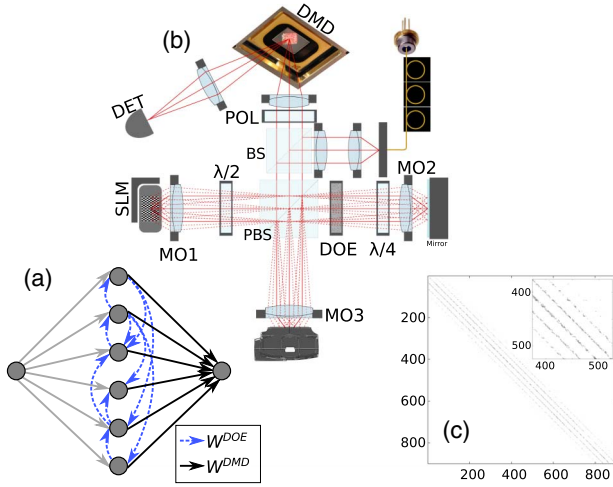 (b)
DMD
DET
POL
BS
λ/2
MO2
SLM
PBS
DOE
λ/4
Mirror
MO1
(a)
MO3
W^DOE
W^DMD
(c)
200
400
600
800
200 400 600 800
400
500
400 500